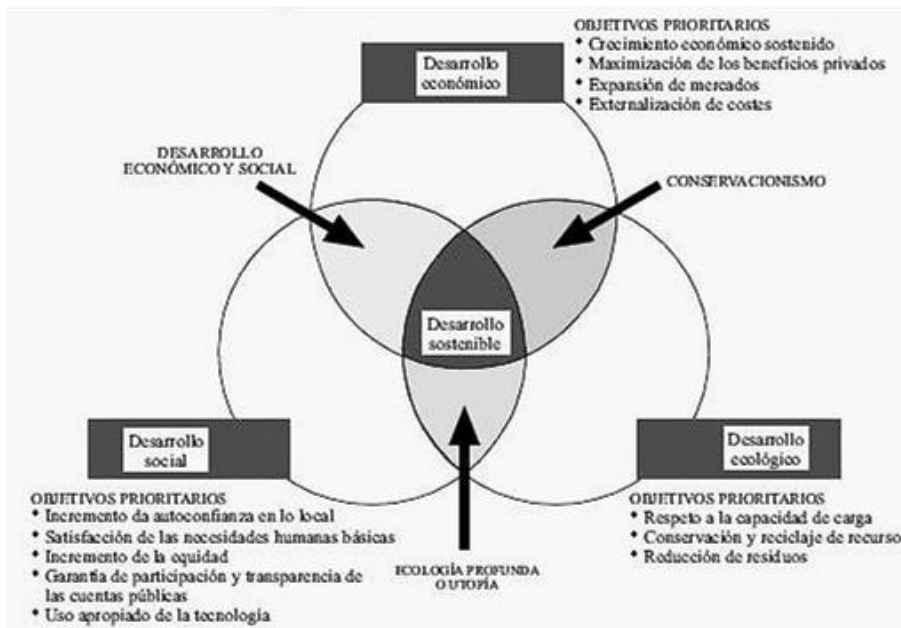 OBJETIVOS PRIORITARIOS
• Crecimiento económico sostenido
• Maximización de los beneficios privados
• Expansión de mercados
• Externalización de costes
Desarrollo
económico
DESARROLLO
ECONÓMICO Y SOCIAL
CONSERVACIONISMO
Desarrollo
sostenible
Desarrollo
social
OBJETIVOS PRIORITARIOS
• Incremento da autoconfianza en lo local
• Satisfacción de las necesidades humanas básicas
• Incremento de la equidad
• Garantía de participación y transparencia de
las cuentas públicas
• Uso apropiado de la tecnología
ECOLOGÍA PROFUNDA
O UTOPÍA
Desarrollo
ecológico
OBJETIVOS PRIORITARIOS
• Respeto a la capacidad de carga
• Conservación y reciclaje de recurso
• Reducción de residuos